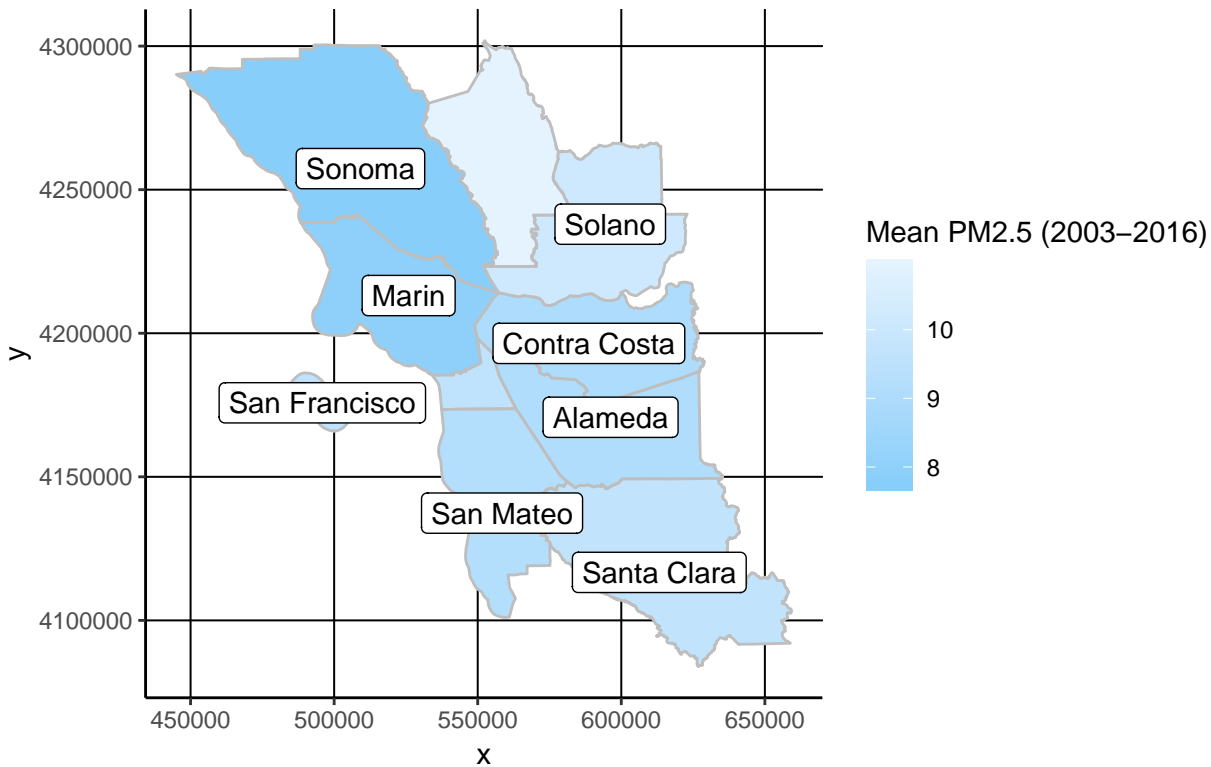 4300000
4250000
4200000
4150000
4100000
y
Sonoma
Solano
Marin
Contra Costa
San Francisco
Alameda
San Mateo
Santa Clara
450000
500000
550000
600000
650000
x
Mean PM2.5 (2003–2016)
10
9
8